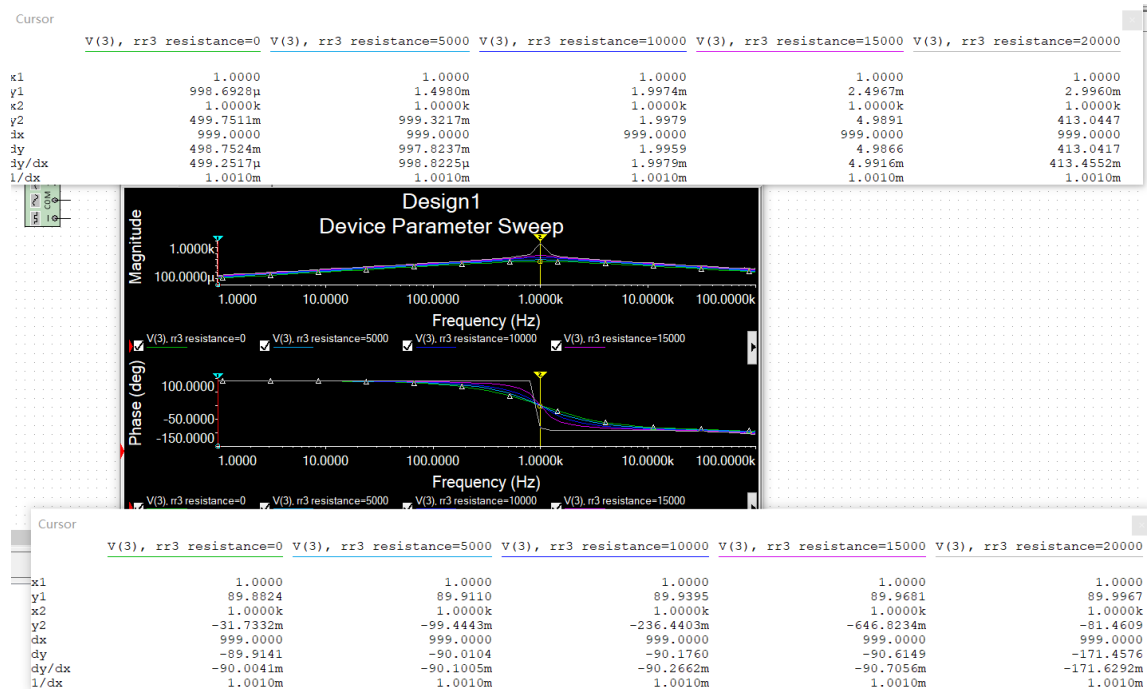 Cursor
V(3), rr3 resistance=0 V(3), rr3 resistance=5000 V(3), rr3 resistance=10000 V(3), rr3 resistance=15000 V(3), rr3 resistance=20000
x1 1.0000 1.0000 1.0000 1.0000 1.0000
y1 998.6928µ 1.4980m 1.9974m 2.4967m 2.9960m
x2 1.0000k 1.0000k 1.0000k 1.0000k 1.0000k
y2 499.7511m 999.3217m 1.9979 4.9891 413.0447
dx 999.0000 999.0000 999.0000 999.0000 999.0000
dy 498.7524m 997.8237m 1.9959 4.9866 413.0417
dy/dx 499.2517µ 998.8225µ 1.9979m 4.9916m 413.4552m
1/dx 1.0010m 1.0010m 1.0010m 1.0010m 1.0010m
COM
Design1
Device Parameter Sweep
Magnitude
1.0000k
100.0000µ
1.0000 10.0000 100.0000 1.0000k 10.0000k 100.0000k
Frequency (Hz)
V(3), rr3 resistance=0 V(3), rr3 resistance=5000 V(3), rr3 resistance=10000 V(3), rr3 resistance=15000
Phase (deg)
100.0000
-50.0000
-150.0000
1.0000 10.0000 100.0000 1.0000k 10.0000k 100.0000k
Frequency (Hz)
V(3), rr3 resistance=0 V(3), rr3 resistance=5000 V(3), rr3 resistance=10000 V(3), rr3 resistance=15000
Cursor
V(3), rr3 resistance=0 V(3), rr3 resistance=5000 V(3), rr3 resistance=10000 V(3), rr3 resistance=15000 V(3), rr3 resistance=20000
x1 1.0000 1.0000 1.0000 1.0000 1.0000
y1 89.8824 89.9110 89.9395 89.9681 89.9967
x2 1.0000k 1.0000k 1.0000k 1.0000k 1.0000k
y2 -31.7332m -99.4443m -236.4403m -646.8234m -81.4609
dx 999.0000 999.0000 999.0000 999.0000 999.0000
dy -89.9141 -90.0104 -90.1760 -90.6149 -171.4576
dy/dx -90.0041m -90.1005m -90.2662m -90.7056m -171.6292m
1/dx 1.0010m 1.0010m 1.0010m 1.0010m 1.0010m